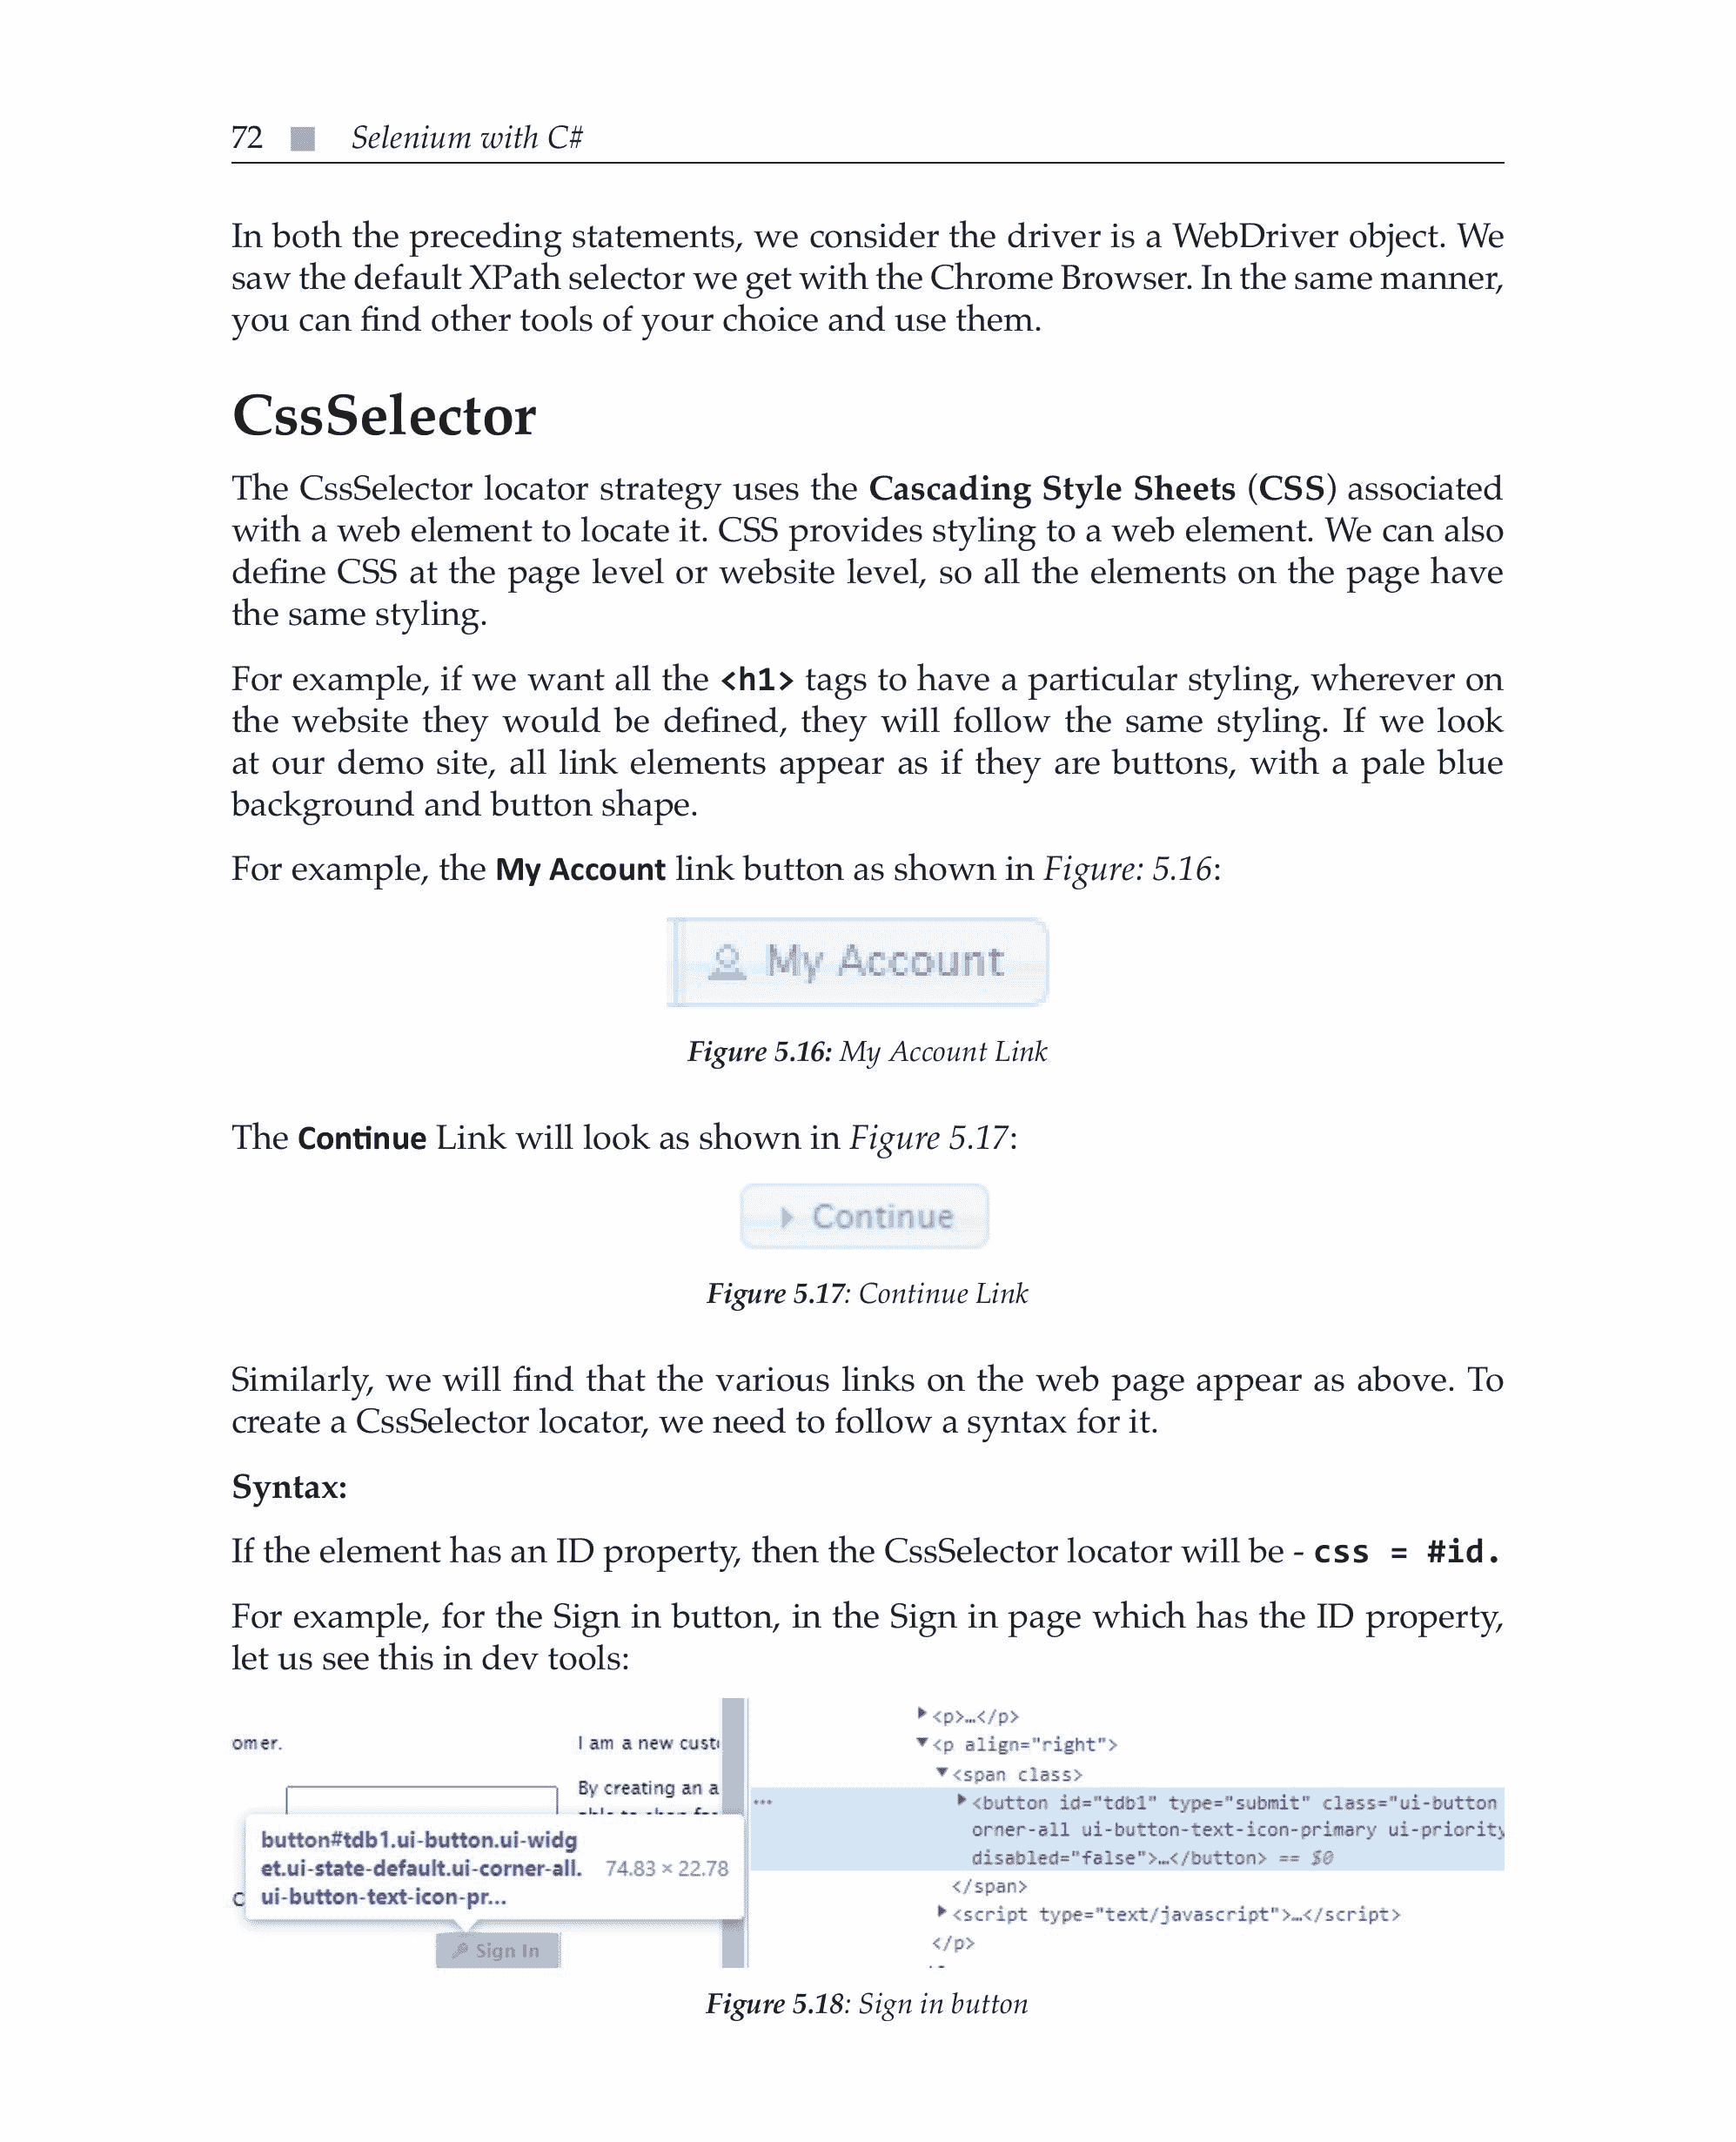 72 Selenium with C#
In both the preceding statements, we consider the driver is a WebDriver object. We
saw the default XPath selector we get with the Chrome Browser. In the same manner,
you can find other tools of your choice and use them.
CssSelector
The CssSelector locator strategy uses the Cascading Style Sheets (CSS) associated
with a web element to locate it. CSS provides styling to a web element. We can also
define CSS at the page level or website level, so all the elements on the page have
the same styling.
For example, if we want all the <h1> tags to have a particular styling, wherever on
the website they would be defined, they will follow the same styling. If we look
at our demo site, all link elements appear as if they are buttons, with a pale blue
background and button shape.
For example, the My Account link button as shown in Figure: 5.16:
My Account
Figure 5.16: My Account Link
The Continue Link will look as shown in Figure 5.17:
Continue
Figure 5.17: Continue Link
Similarly, we will find that the various links on the web page appear as above. To
create a CssSelector locator, we need to follow a syntax for it.
Syntax:
If the element has an ID property, then the CssSelector locator will be - css = #id.
For example, for the Sign in button, in the Sign in page which has the ID property,
let us see this in dev tools:
omer.
I am a new custo
By creating an a
button#tdb1.ui-button.ui-widg
et.ui-state-default.ui-corner-all. 74.83 × 22.78
ui-button-text-icon-pr...
Sign In
<p>…</p>
<p align="right">
<span class>
<button id="tdb1" type="submit" class="ui-button
orner-all ui-button-text-icon-primary ui-priority
disabled="false">…</button> == $0
</span>
<script type="text/javascript">…</script>
</p>
Figure 5.18: Sign in button